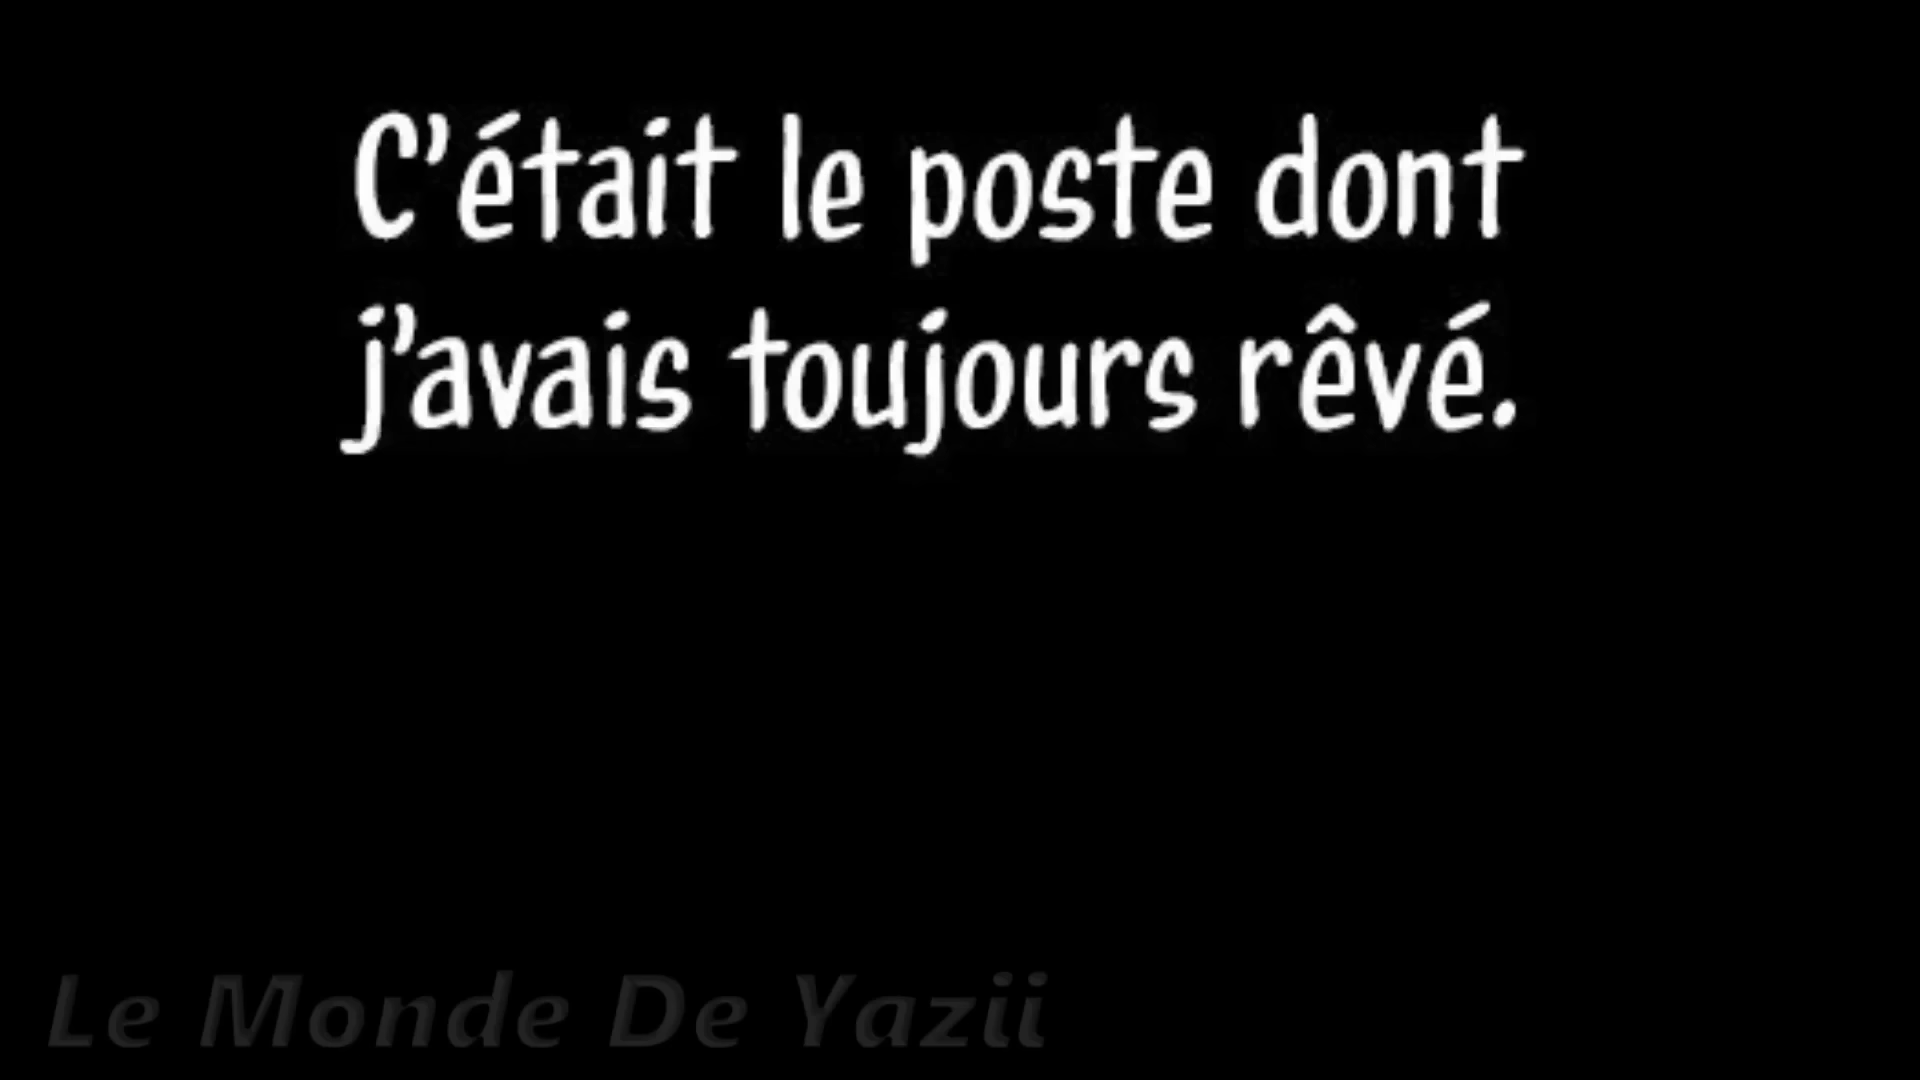 C’était le poste dont
j’avais toujours rêvé.
Le Monde De Yazii